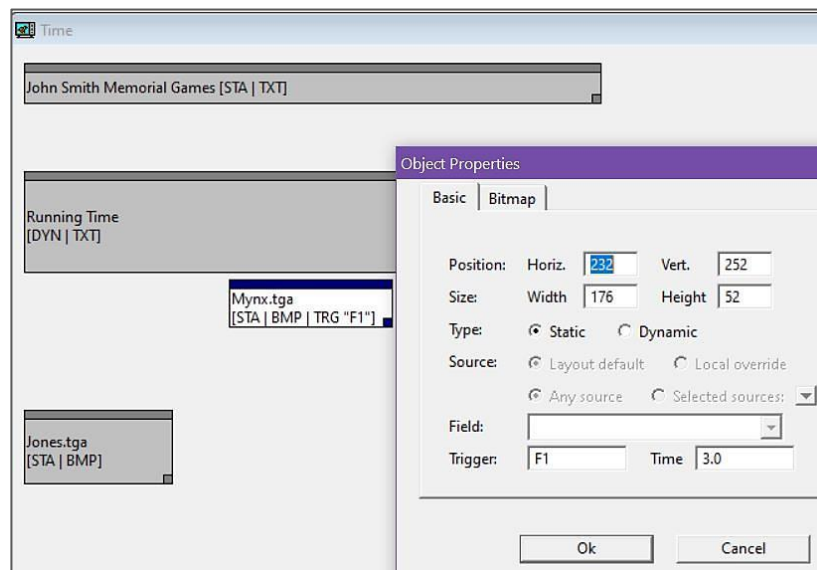 Time
John Smith Memorial Games [STA | TXT]
Object Properties
Basic Bitmap
Running Time
[DYN | TXT]
Position: Horiz. 232 Vert. 252
Mynx.tga
[STA | BMP | TRG "F1"]
Size: Width 176 Height 52
Type: Static Dynamic
Source: Layout default Local override
Any source Selected sources:
Jones.tga
[STA | BMP]
Field:
Trigger: F1 Time 3.0
Ok Cancel